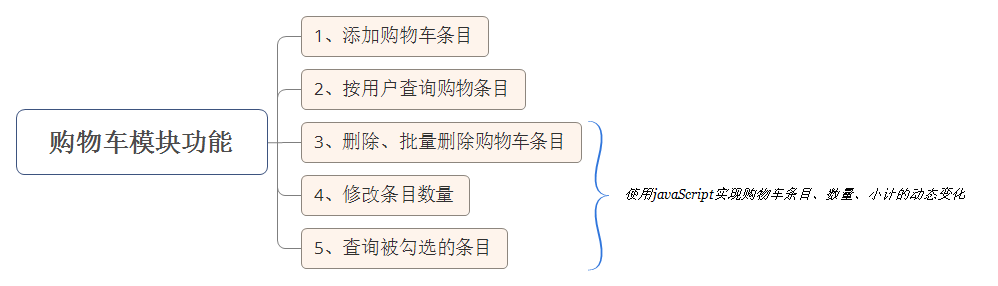 购物车模块功能
1、添加购物车条目
2、按用户查询购物条目
3、删除、批量删除购物车条目
4、修改条目数量
5、查询被勾选的条目
使用javaScript实现购物车条目、数量、小计的动态变化